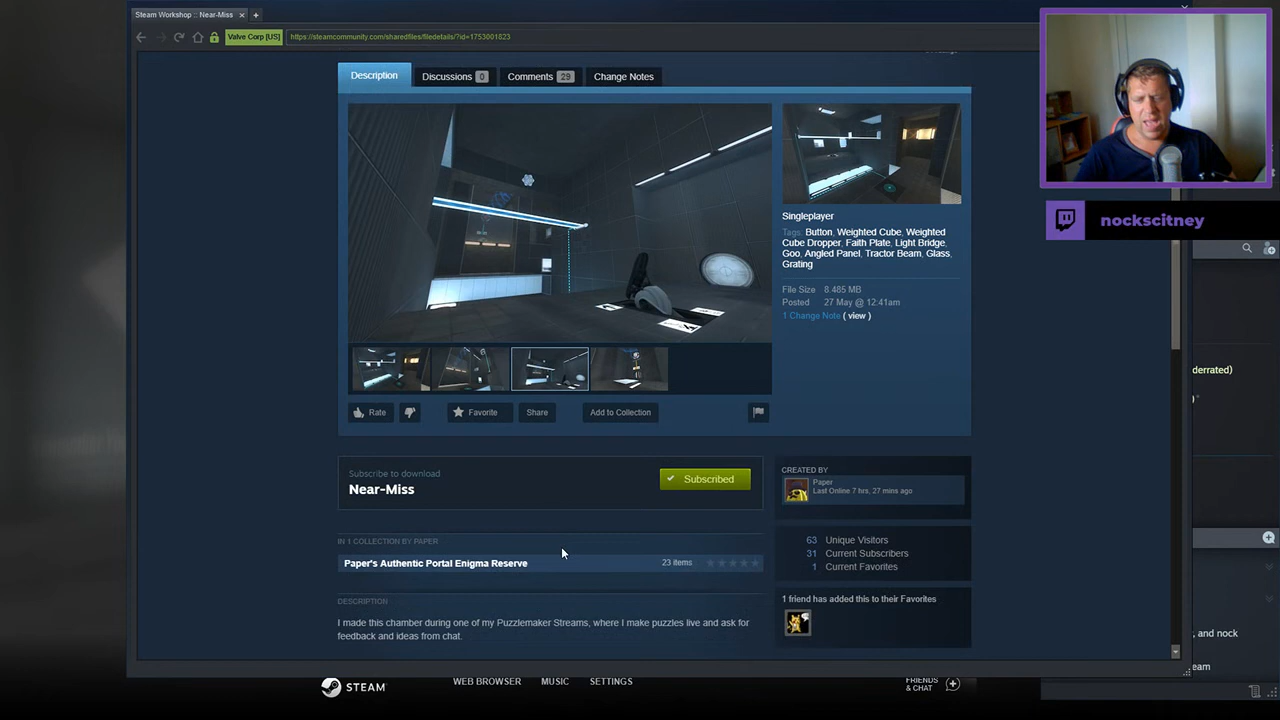 Steam Workshop :: Near-Miss
Valve Corp [US]
https://steamcommunity.com/sharedfiles/filedetails/?id=1753001823
Description
Discussions 0
Comments 29
Change Notes
Singleplayer
Tags: Button, Weighted Cube, Weighted
Cube Dropper, Faith Plate, Light Bridge,
Goo, Angled Panel, Tractor Beam, Glass,
Grating
File Size 8.485 MB
Posted 27 May @ 12:41am
1 Change Note ( view )
Rate
Favorite
Share
Add to Collection
Subscribe to download
Near-Miss
Subscribed
CREATED BY
Paper
Last Online 7 hrs, 27 mins ago
63 Unique Visitors
31 Current Subscribers
1 Current Favorites
IN 1 COLLECTION BY PAPER
Paper's Authentic Portal Enigma Reserve
23 items
1 friend has added this to their Favorites
DESCRIPTION
I made this chamber during one of my Puzzlemaker Streams, where I make puzzles live and ask for
feedback and ideas from chat.
STEAM
WEB BROWSER
MUSIC
SETTINGS
FRIENDS
& CHAT
nockscitney
derrated)
, and nock
eam